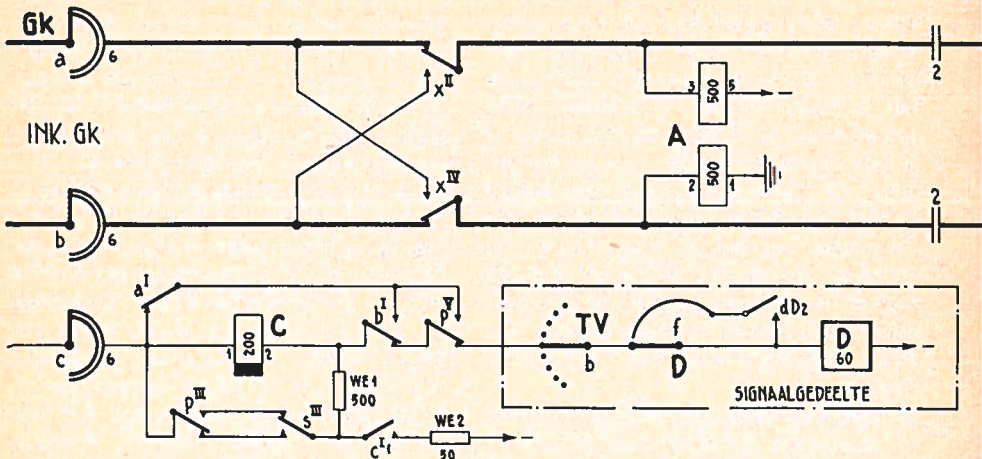 Gk
a
6
x II
3
500
5
–
2
INK. Gk
A
x IV
2
500
1
2
b
6
a I
C
b I
p V
TV
f
dD2
c
6
1
200
2
b
D
D
60
–
WE1
500
SIGNAALGEDEELTE
p III
s III
c I 1
WE2
50
–